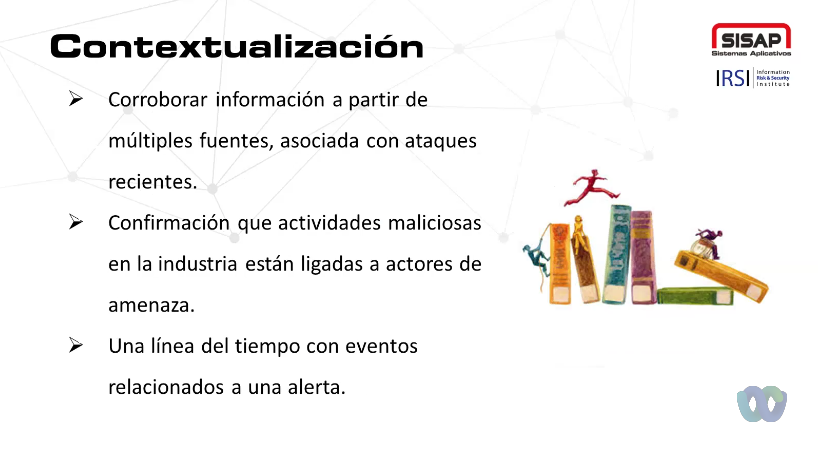 Contextualización
SISAP
Sistemas Aplicativos
IRSI Information
Risk & Security
Institute
➢ Corroborar información a partir de
múltiples fuentes, asociada con ataques
recientes.
➢ Confirmación que actividades maliciosas
en la industria están ligadas a actores de
amenaza.
➢ Una línea del tiempo con eventos
relacionados a una alerta.